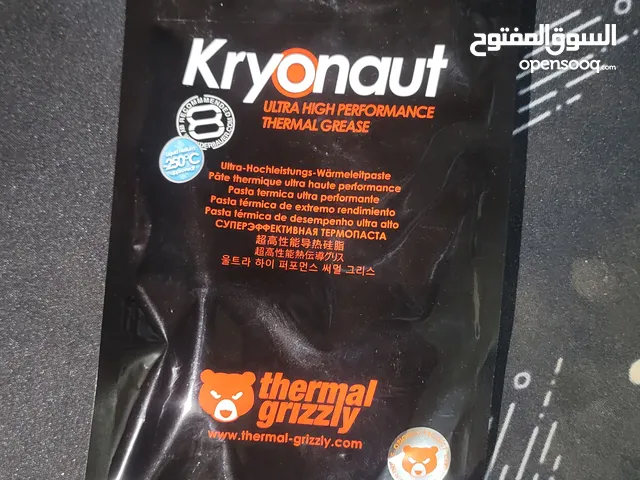 السوق المفتوح
opensooq.com
Kryonaut
ULTRA HIGH PERFORMANCE
THERMAL GREASE
RECOMMENDED
8
-250°C
Ultra-Hochleistungs-Wärmeleitpaste
Pâte thermique ultra haute performance
Pasta termica ultra performante
Pasta térmica de extremo rendimiento
Pasta térmica de desempenho ultra alto
СУПЕРЭФФЕКТИВНАЯ ТЕРМОПАСТА
超高性能导热硅脂
超高性能熱伝導グリス
울트라 하이 퍼포먼스 써멀 그리스
thermal
grizzly
www.thermal-grizzly.com